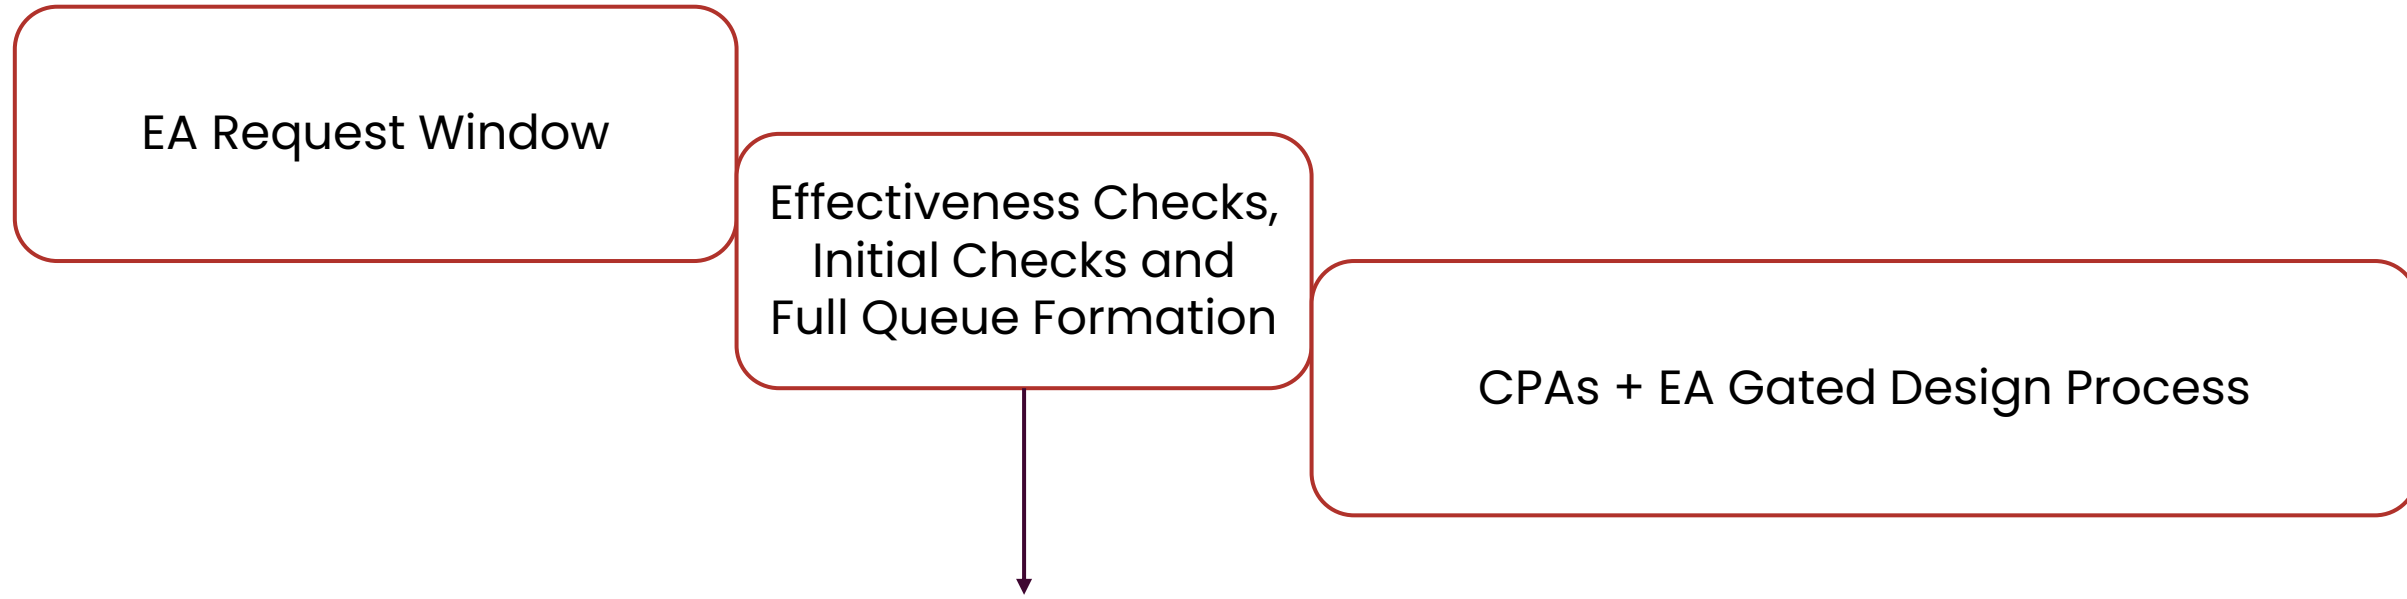 EA Request Window
Effectiveness Checks,
Initial Checks and
Full Queue Formation
CPAs + EA Gated Design Process